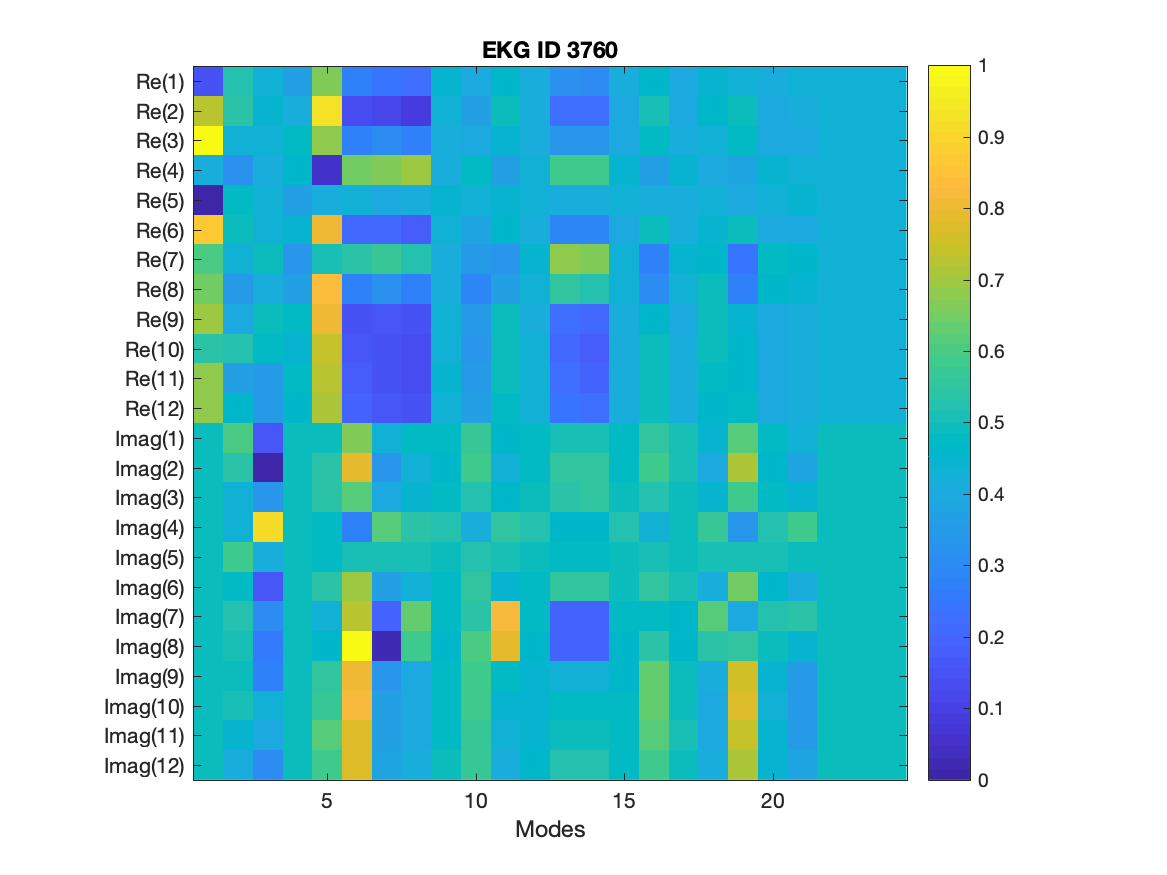 EKG ID 3760
Re(1)
Re(2)
Re(3)
Re(4)
Re(5)
Re(6)
Re(7)
Re(8)
Re(9)
Re(10)
Re(11)
Re(12)
Imag(1)
Imag(2)
Imag(3)
Imag(4)
Imag(5)
Imag(6)
Imag(7)
Imag(8)
Imag(9)
Imag(10)
Imag(11)
Imag(12)
5 10 15 20
Modes
1
0.9
0.8
0.7
0.6
0.5
0.4
0.3
0.2
0.1
0